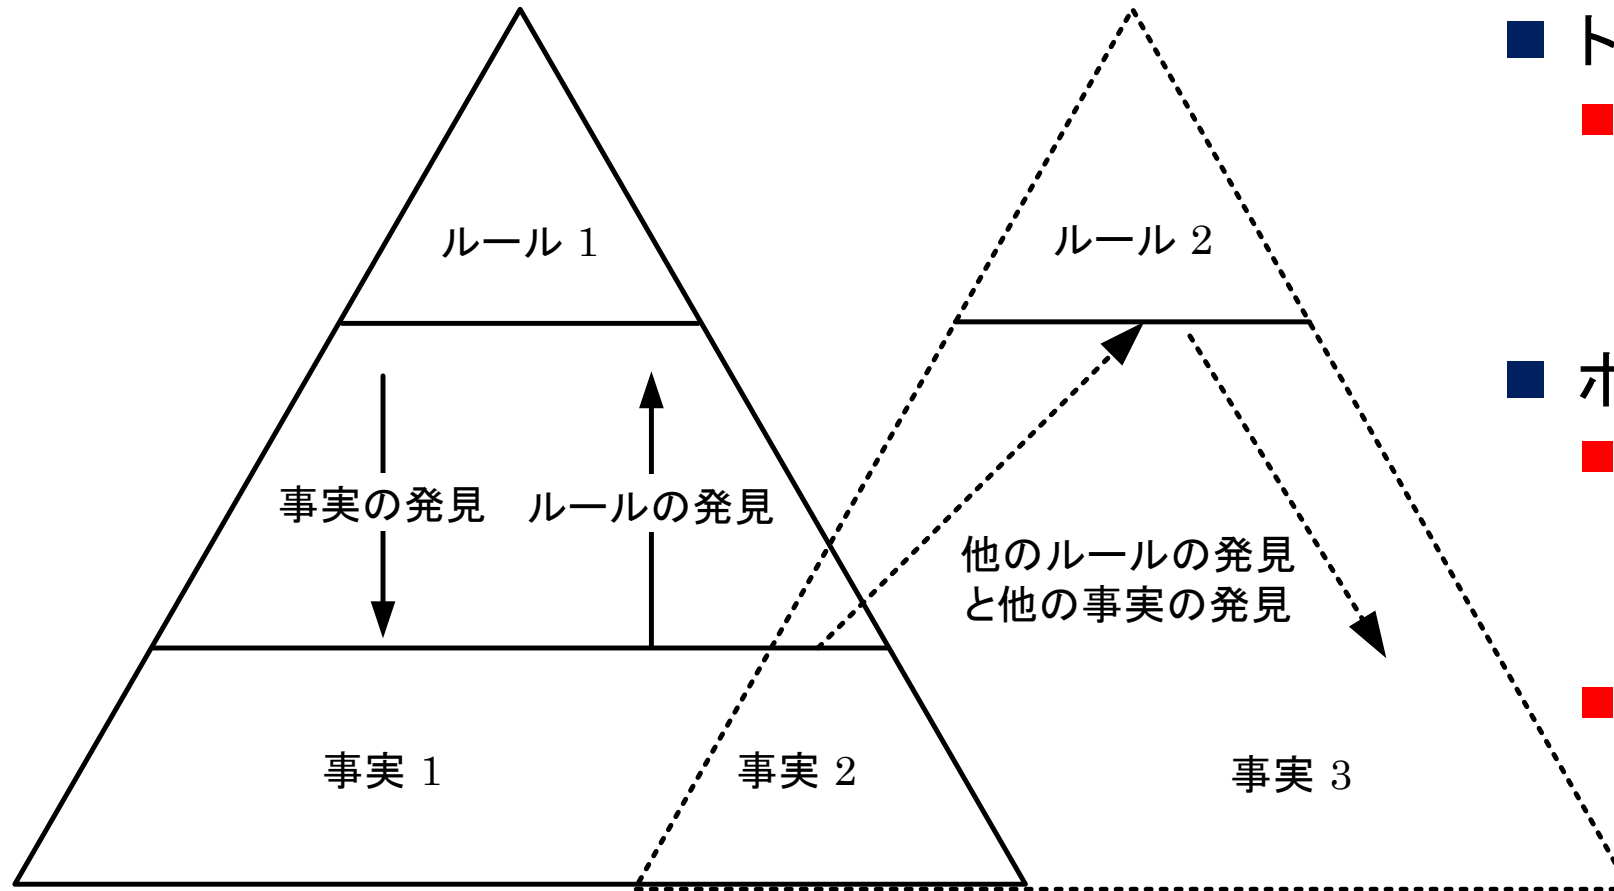 ルール 1
事実の発見
ルールの発見
事実 1
事実 2
ルール 2
他のルールの発見
と他の事実の発見
事実 3
ト